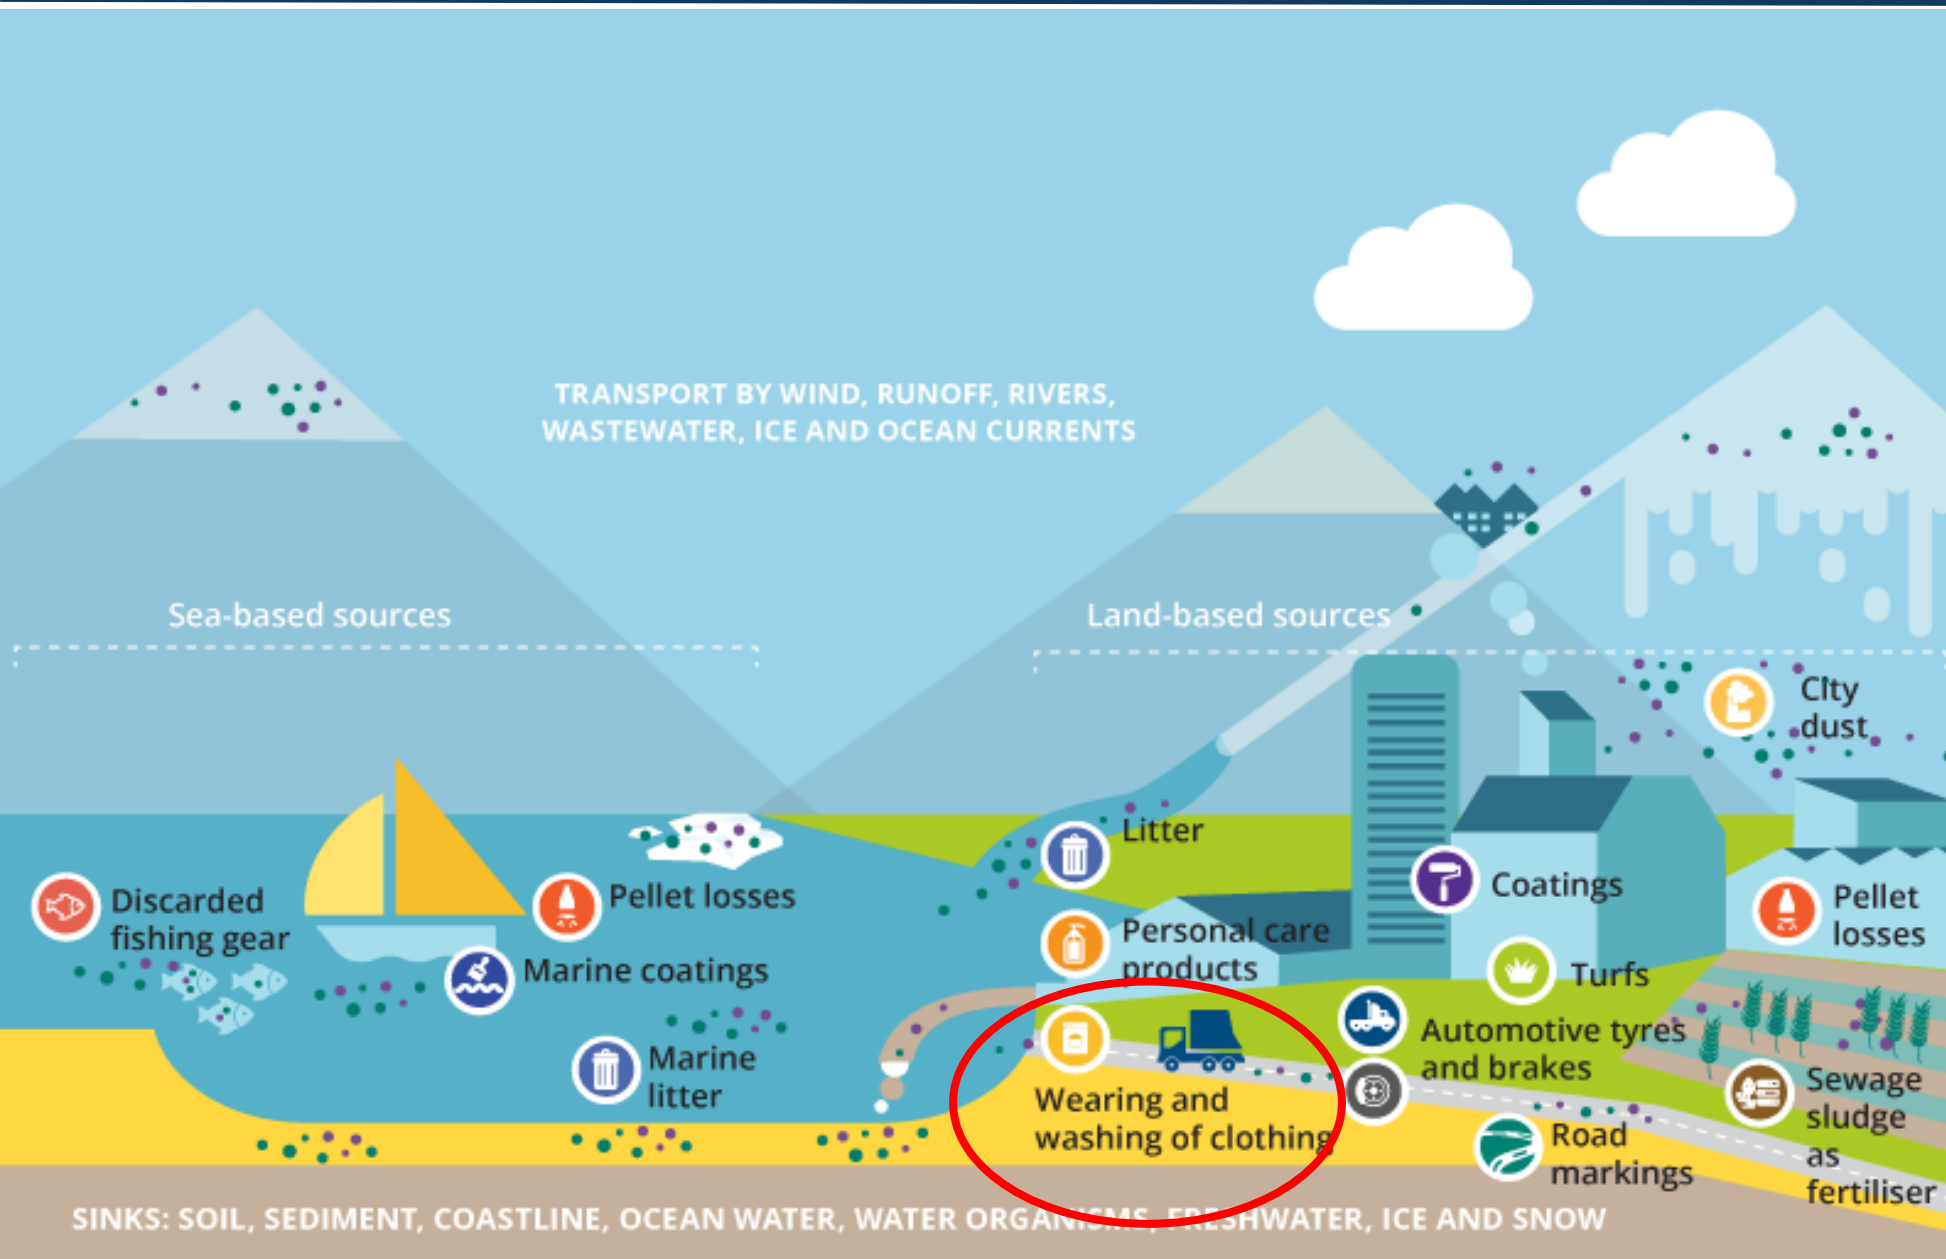 TRANSPORT BY WIND, RUNOFF, RIVERS,
WASTEWATER, ICE AND OCEAN CURRENTS
Sea-based sources
Land-based sources
City
dust
Litter
Coatings
Pellet losses
Pellet
losses
Discarded
fishing gear
Personal care
products
Marine coatings
Turfs
Automotive tyres
and brakes
Marine
litter
Wearing and
washing of clothing
Sewage
sludge
as
fertiliser
Road
markings
SINKS: SOIL, SEDIMENT, COASTLINE, OCEAN WATER, WATER ORGANISMS, FRESHWATER, ICE AND SNOW